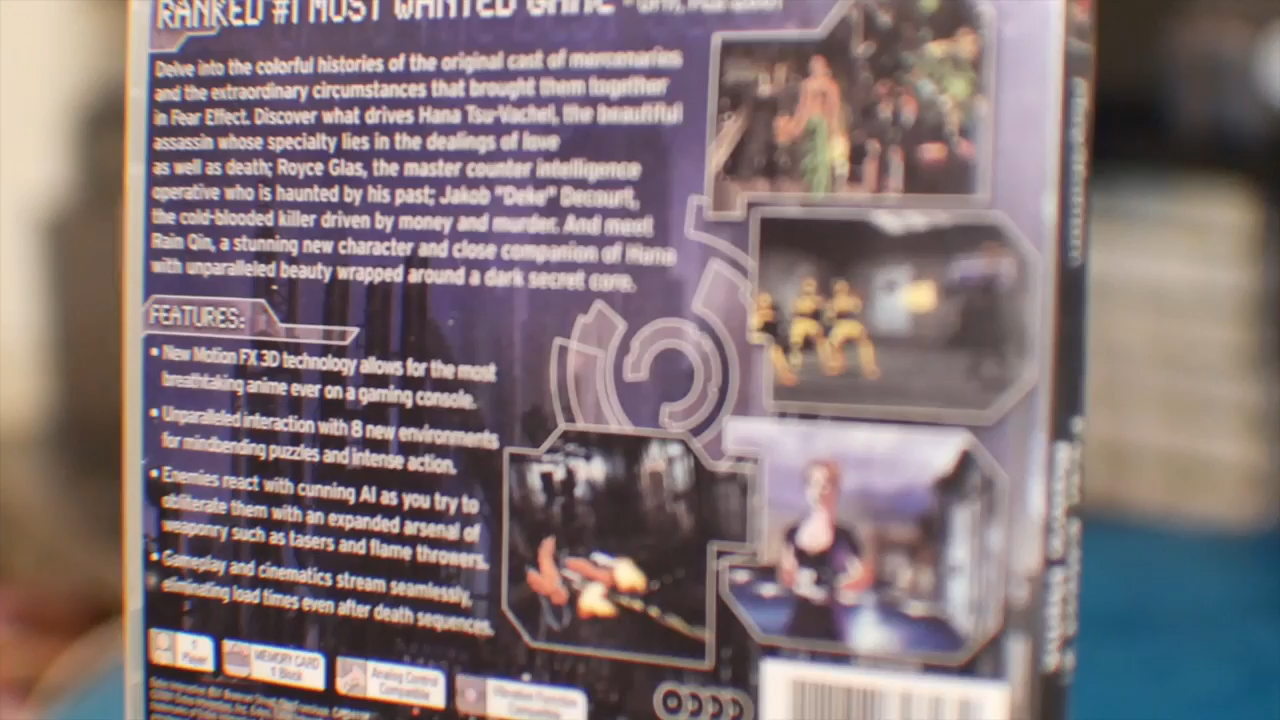 RANKED #1 MOST WANTED GAME
Delve into the colorful histories of the original cast of mercenaries
and the extraordinary circumstances that brought them together
in Fear Effect. Discover what drives Hana Tsu-Vachel, the beautiful
assassin whose specialty lies in the dealings of love
as well as death; Royce Glas, the master counter intelligence
operative who is haunted by his past; Jakob "Deke" Decourt,
the cold-blooded killer driven by money and murder. And meet
Rain Qin, a stunning new character and close companion of Hana
with unparalleled beauty wrapped around a dark secret core.
FEATURES:
• New Motion FX 3D technology allows for the most
breathtaking anime ever on a gaming console.
• Unparalleled interaction with 8 new environments
for mindbending puzzles and intense action.
• Enemies react with cunning AI as you try to
obliterate them with an expanded arsenal of
weaponry such as tasers and flame throwers.
• Gameplay and cinematics stream seamlessly,
eliminating load times even after death sequences.
1
Player
MEMORY CARD
1 Block
Analog Control
Compatible
Vibration Function
Compatible